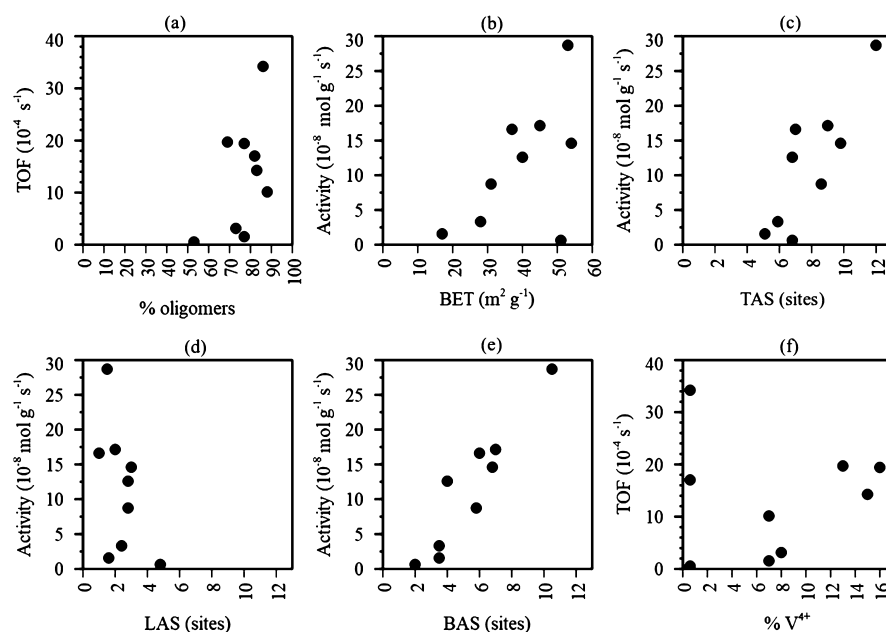 (a)
TOF (10⁻⁴ s⁻¹)
40
30
20
10
0
0 10 20 30 40 50 60 70 80 90 100
% oligomers
(b)
Activity (10⁻⁸ mol g⁻¹ s⁻¹)
30
25
20
15
10
5
0
0 10 20 30 40 50 60
BET (m² g⁻¹)
(c)
Activity (10⁻⁸ mol g⁻¹ s⁻¹)
30
25
20
15
10
5
0
0 2 4 6 8 10 12
TAS (sites)
(d)
Activity (10⁻⁸ mol g⁻¹ s⁻¹)
30
25
20
15
10
5
0
0 2 4 6 8 10 12
LAS (sites)
(e)
Activity (10⁻⁸ mol g⁻¹ s⁻¹)
30
25
20
15
10
5
0
0 2 4 6 8 10 12
BAS (sites)
(f)
TOF (10⁻⁴ s⁻¹)
40
30
20
10
0
0 2 4 6 8 10 12 14 16
% V⁴⁺